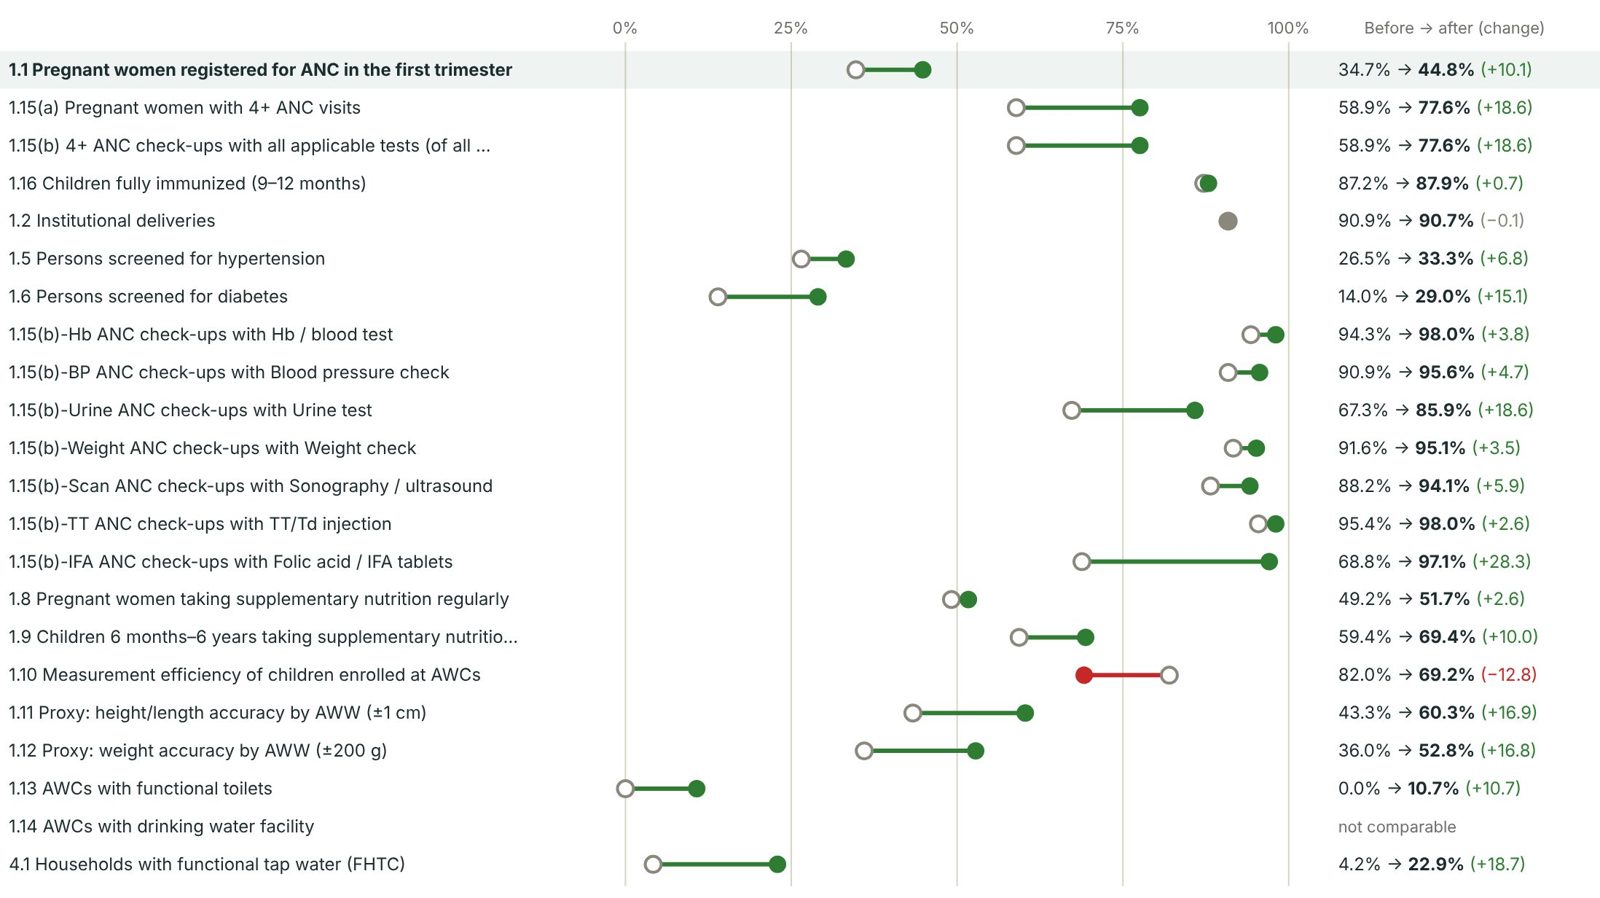 0% 25% 50% 75% 100% Before → after (change)
1.1 Pregnant women registered for ANC in the first trimester 34.7% → 44.8% (+10.1)
1.15(a) Pregnant women with 4+ ANC visits 58.9% → 77.6% (+18.6)
1.15(b) 4+ ANC check-ups with all applicable tests (of all ... 58.9% → 77.6% (+18.6)
1.16 Children fully immunized (9–12 months) 87.2% → 87.9% (+0.7)
1.2 Institutional deliveries 90.9% → 90.7% (−0.1)
1.5 Persons screened for hypertension 26.5% → 33.3% (+6.8)
1.6 Persons screened for diabetes 14.0% → 29.0% (+15.1)
1.15(b)-Hb ANC check-ups with Hb / blood test 94.3% → 98.0% (+3.8)
1.15(b)-BP ANC check-ups with Blood pressure check 90.9% → 95.6% (+4.7)
1.15(b)-Urine ANC check-ups with Urine test 67.3% → 85.9% (+18.6)
1.15(b)-Weight ANC check-ups with Weight check 91.6% → 95.1% (+3.5)
1.15(b)-Scan ANC check-ups with Sonography / ultrasound 88.2% → 94.1% (+5.9)
1.15(b)-TT ANC check-ups with TT/Td injection 95.4% → 98.0% (+2.6)
1.15(b)-IFA ANC check-ups with Folic acid / IFA tablets 68.8% → 97.1% (+28.3)
1.8 Pregnant women taking supplementary nutrition regularly 49.2% → 51.7% (+2.6)
1.9 Children 6 months–6 years taking supplementary nutritio... 59.4% → 69.4% (+10.0)
1.10 Measurement efficiency of children enrolled at AWCs 82.0% → 69.2% (−12.8)
1.11 Proxy: height/length accuracy by AWW (±1 cm) 43.3% → 60.3% (+16.9)
1.12 Proxy: weight accuracy by AWW (±200 g) 36.0% → 52.8% (+16.8)
1.13 AWCs with functional toilets 0.0% → 10.7% (+10.7)
1.14 AWCs with drinking water facility not comparable
4.1 Households with functional tap water (FHTC) 4.2% → 22.9% (+18.7)